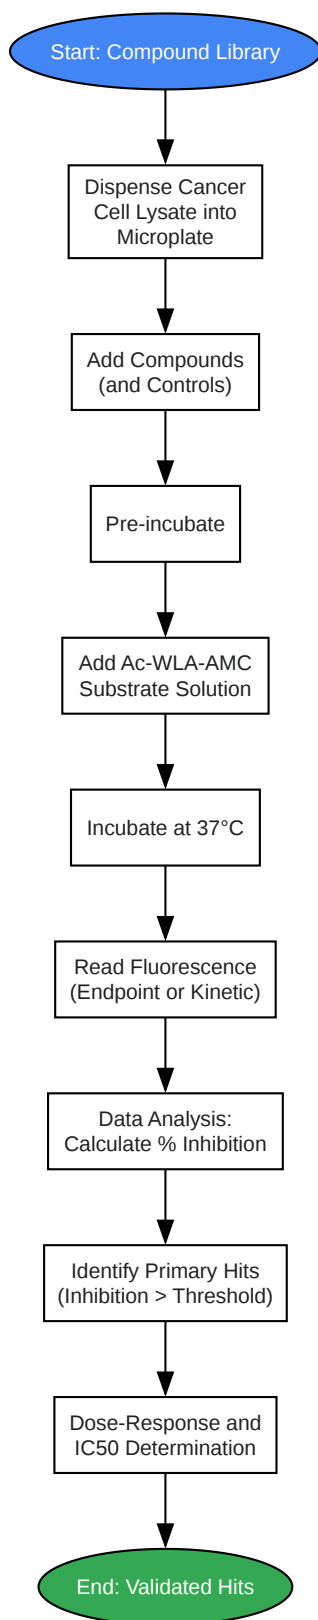 Start: Compound Library
Dispense Cancer
Cell Lysate into
Microplate
Add Compounds
(and Controls)
Pre-incubate
Add Ac-WLA-AMC
Substrate Solution
Incubate at 37°C
Read Fluorescence
(Endpoint or Kinetic)
Data Analysis:
Calculate % Inhibition
Identify Primary Hits
(Inhibition > Threshold)
Dose-Response and
IC50 Determination
End: Validated Hits